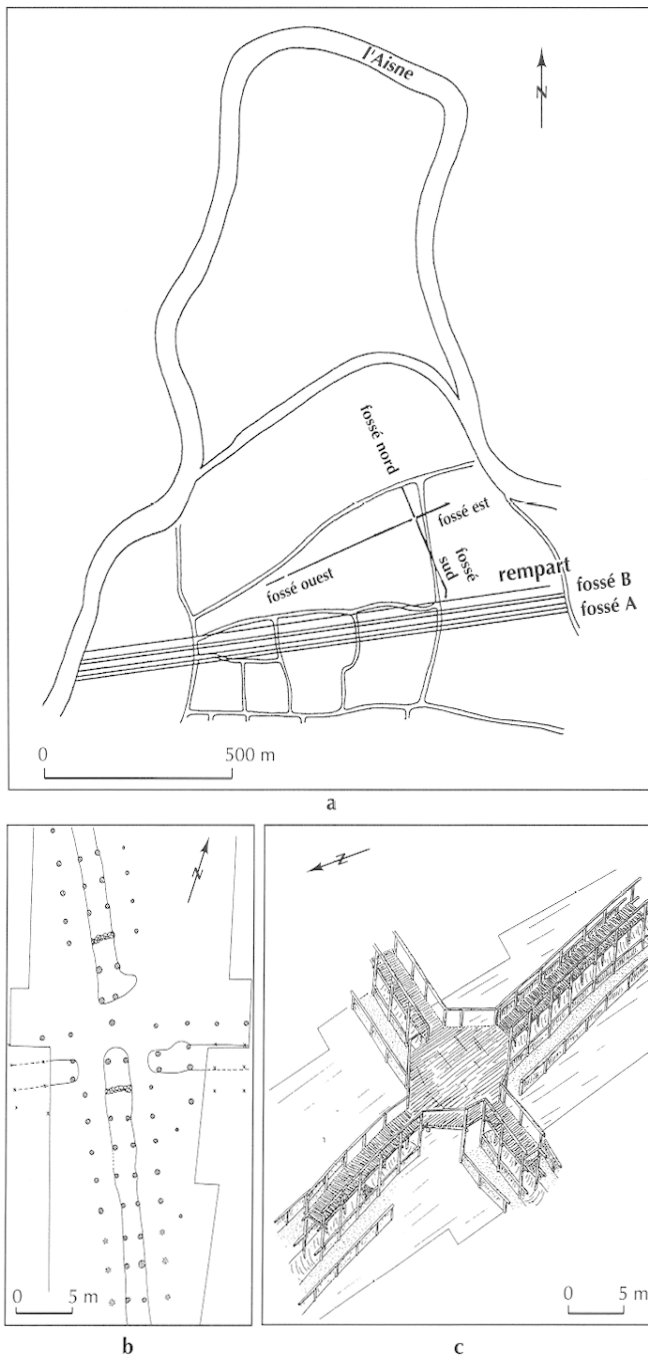 l'Aisne
N
fossé nord
fossé est
fossé ouest
fossé
sud
rempart
fossé B
fossé A
0 500 m
a
N
0 5 m
b
N
0 5 m
c